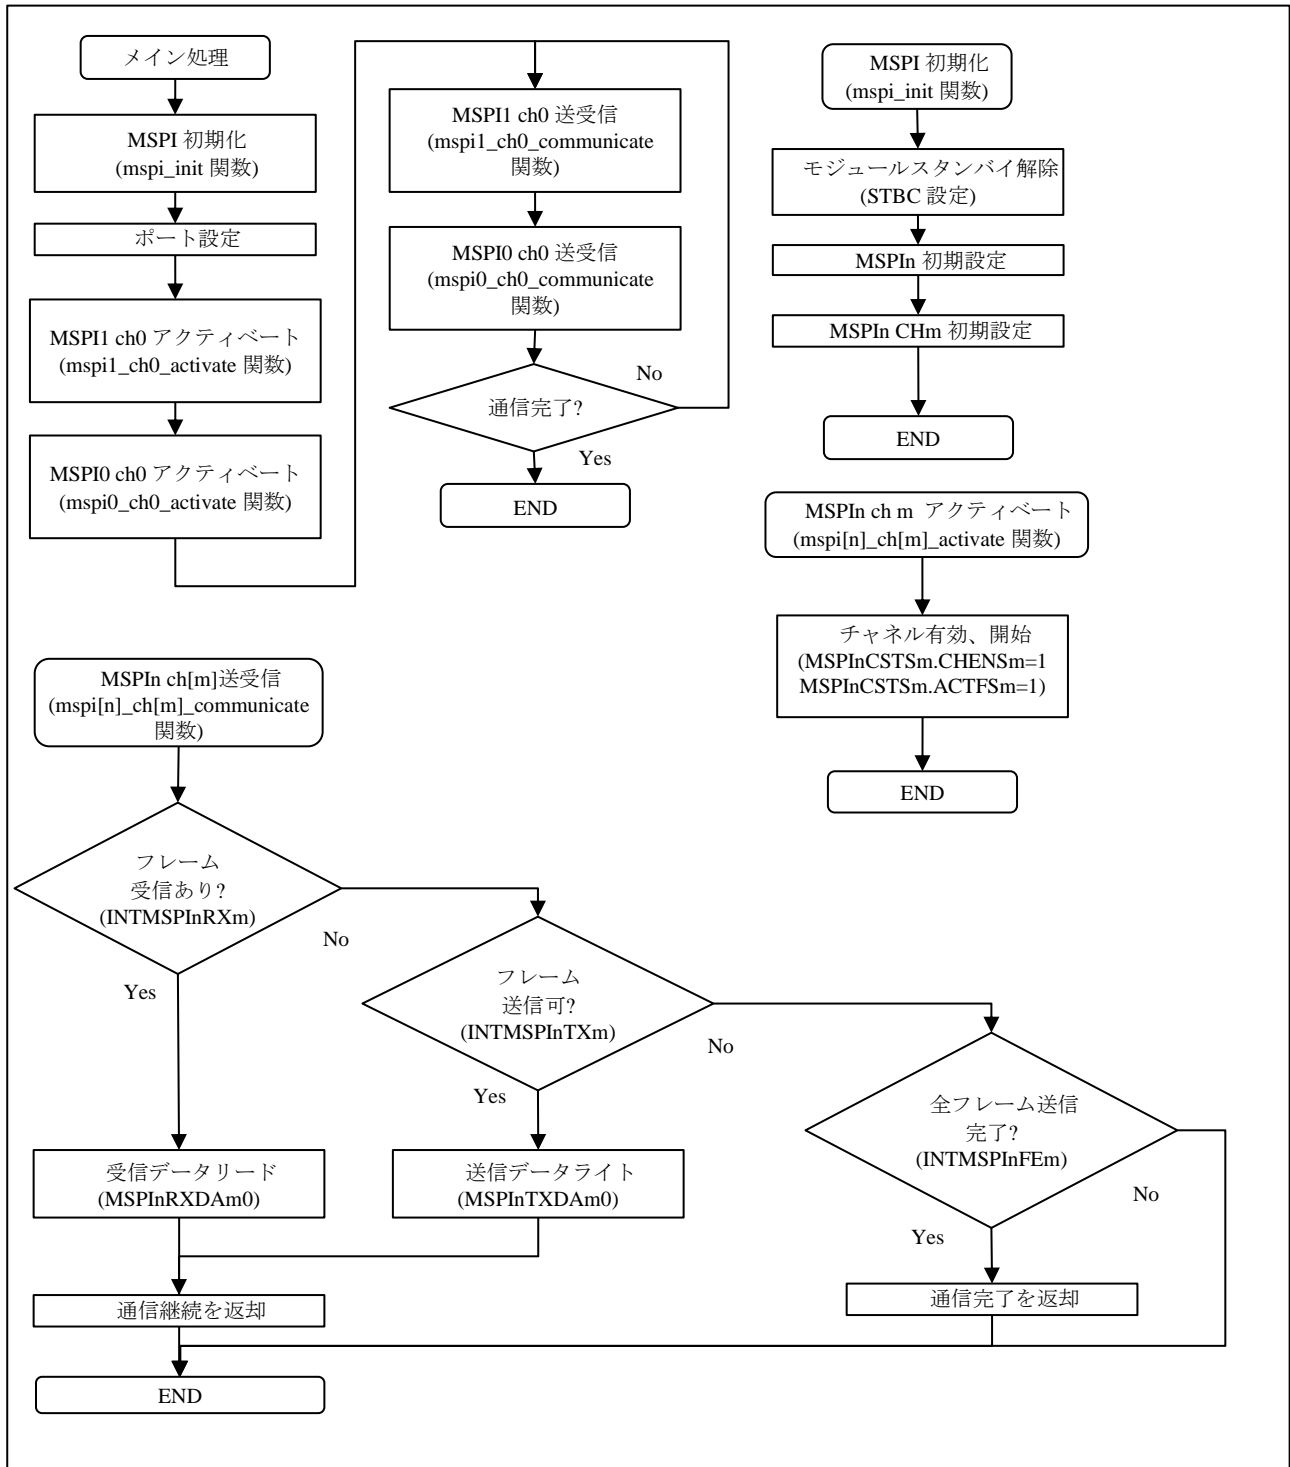 メイン処理
MSPI 初期化
(mspi_init 関数)
ポート設定
MSPI1 ch0 アクティベート
(mspi1_ch0_activate 関数)
MSPI0 ch0 アクティベート
(mspi0_ch0_activate 関数)
MSPI1 ch0 送受信
(mspi1_ch0_communicate
関数)
MSPI0 ch0 送受信
(mspi0_ch0_communicate
関数)
通信完了?
No
Yes
END
MSPI 初期化
(mspi_init 関数)
モジュールスタンバイ解除
(STBC 設定)
MSPIn 初期設定
MSPIn CHm 初期設定
END
MSPIn ch m アクティベート
(mspi[n]_ch[m]_activate 関数)
チャネル有効、開始
(MSPInCSTSm.CHENSm=1
MSPInCSTSm.ACTFSm=1)
END
MSPIn ch[m]送受信
(mspi[n]_ch[m]_communicate
関数)
フレーム
受信あり?
(INTMSPInRXm)
No
Yes
フレーム
送信可?
(INTMSPInTXm)
No
Yes
全フレーム送信
完了?
(INTMSPInFEm)
No
Yes
受信データリード
(MSPInRXDAm0)
送信データライト
(MSPInTXDAm0)
通信継続を返却
通信完了を返却
END